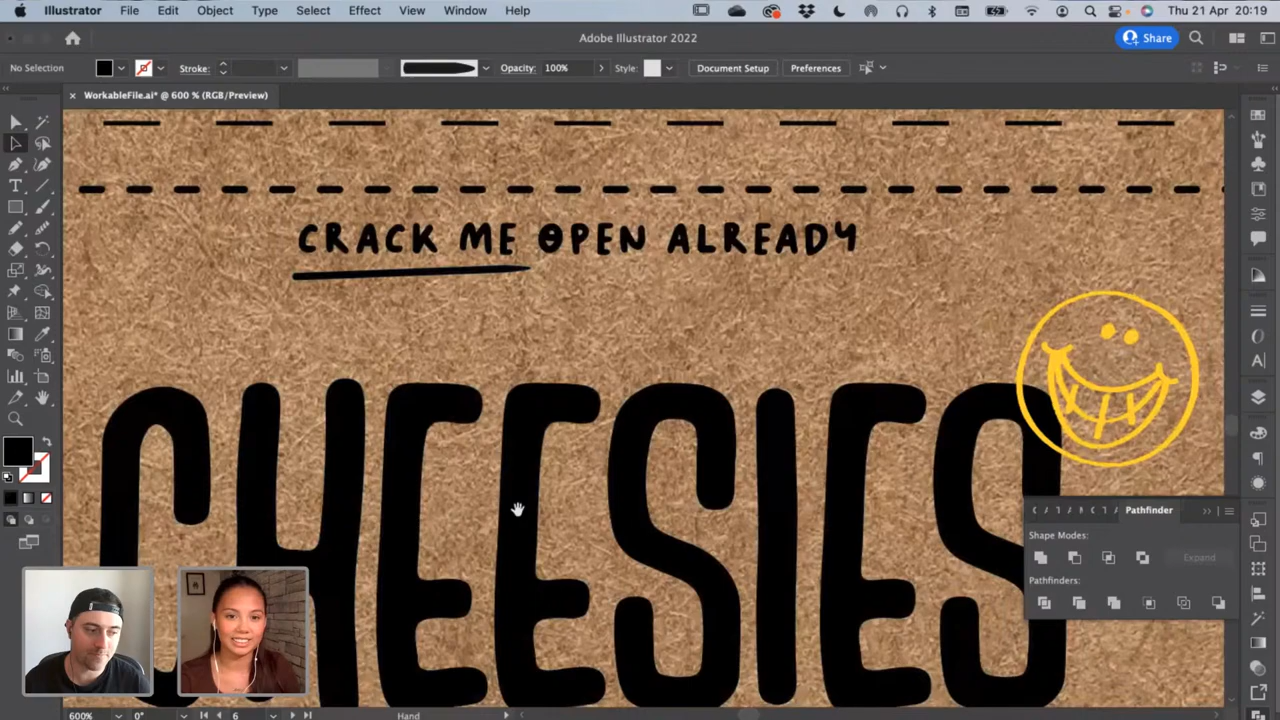 Illustrator File Edit Object Type Select Effect View Window Help Thu 21 Apr 20:19
Adobe Illustrator 2022 Share
No Selection Stroke: Opacity: 100% Style: Document Setup Preferences
× WorkableFile.ai* @ 600 % (RGB/Preview)
CRACK ME OPEN ALREADY
CHEESIES
Pathfinder
Shape Modes:
Expand
Pathfinders:
600% 0° 6 Hand